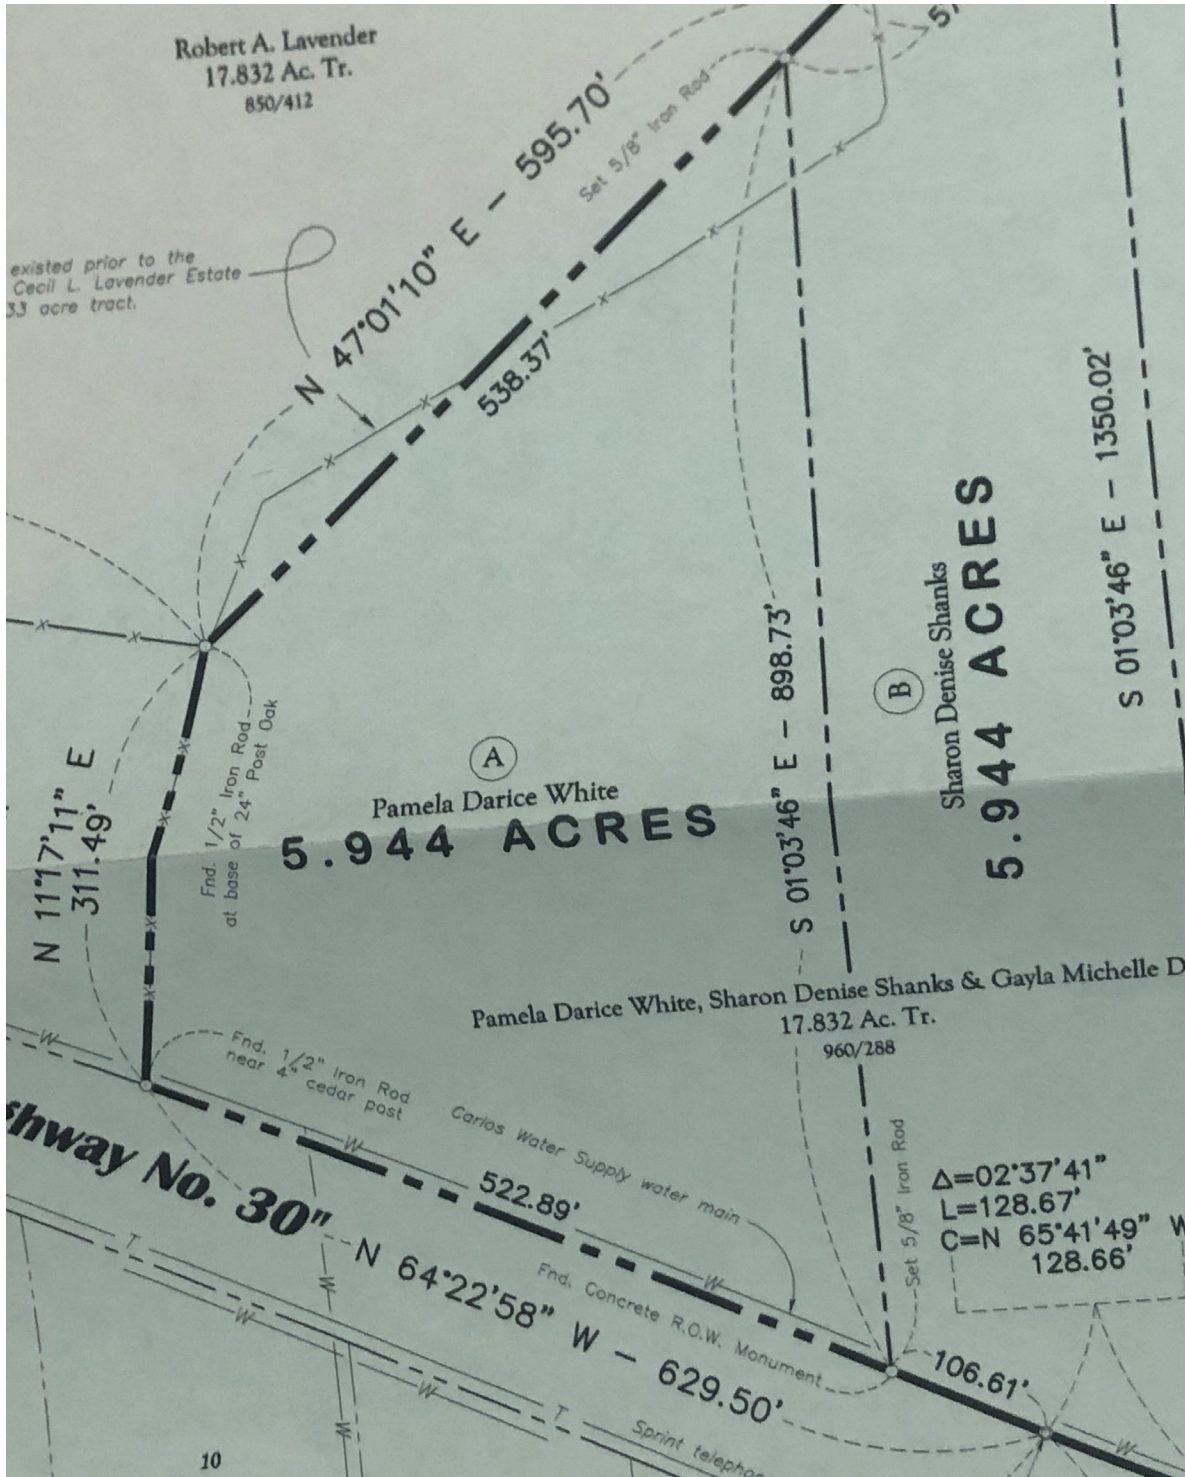 Robert A. Lavender
17.832 Ac. Tr.
850/412
N 47°01'10" E - 595.70'
Set 5/8" Iron Rod
57
existed prior to the
Cecil L. Lavender Estate
33 acre tract.
538.37'
S 01°03'46" E - 1350.02'
S 01°03'46" E - 898.73'
B
Sharon Denise Shanks
5.944 ACRES
N 11°17'11" E
311.49'
Fnd. 1/2" Iron Rod
at base of 24" Post Oak
A
Pamela Darice White
5.944 ACRES
Pamela Darice White, Sharon Denise Shanks & Gayla Michelle D
17.832 Ac. Tr.
960/288
Fnd. 1/2" Iron Rod
near 4" cedar post
Carlos Water Supply water main
hway No. 30"
522.89'
N 64°22'58" W - 629.50'
Fnd. Concrete R.O.W. Monument
Set 5/8" Iron Rod
Δ=02°37'41"
L=128.67'
C=N 65°41'49" W
128.66'
106.61'
Sprint telepho
10